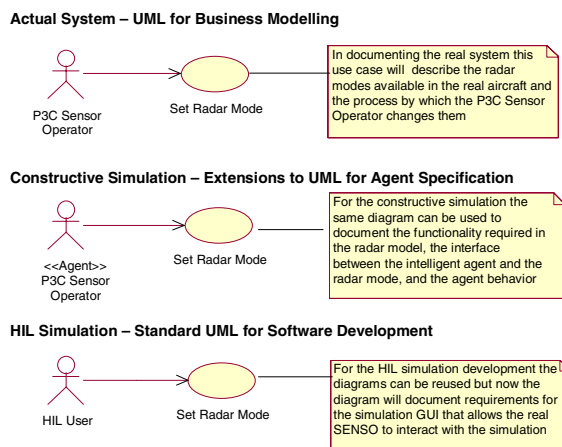 Actual System – UML for Business Modelling
In documenting the real system this
use case will describe the radar
modes available in the real aircraft and
the process by which the P3C Sensor
Operator changes them
P3C Sensor
Operator
Set Radar Mode
Constructive Simulation – Extensions to UML for Agent Specification
For the constructive simulation the
same diagram can be used to
document the functionality required in
the radar model, the interface
between the intelligent agent and the
radar mode, and the agent behavior
<<Agent>>
P3C Sensor
Operator
Set Radar Mode
HIL Simulation – Standard UML for Software Development
For the HIL simulation development the
diagrams can be reused but now the
diagram will document requirements for
the simulation GUI that allows the real
SENSO to interact with the simulation
HIL User
Set Radar Mode